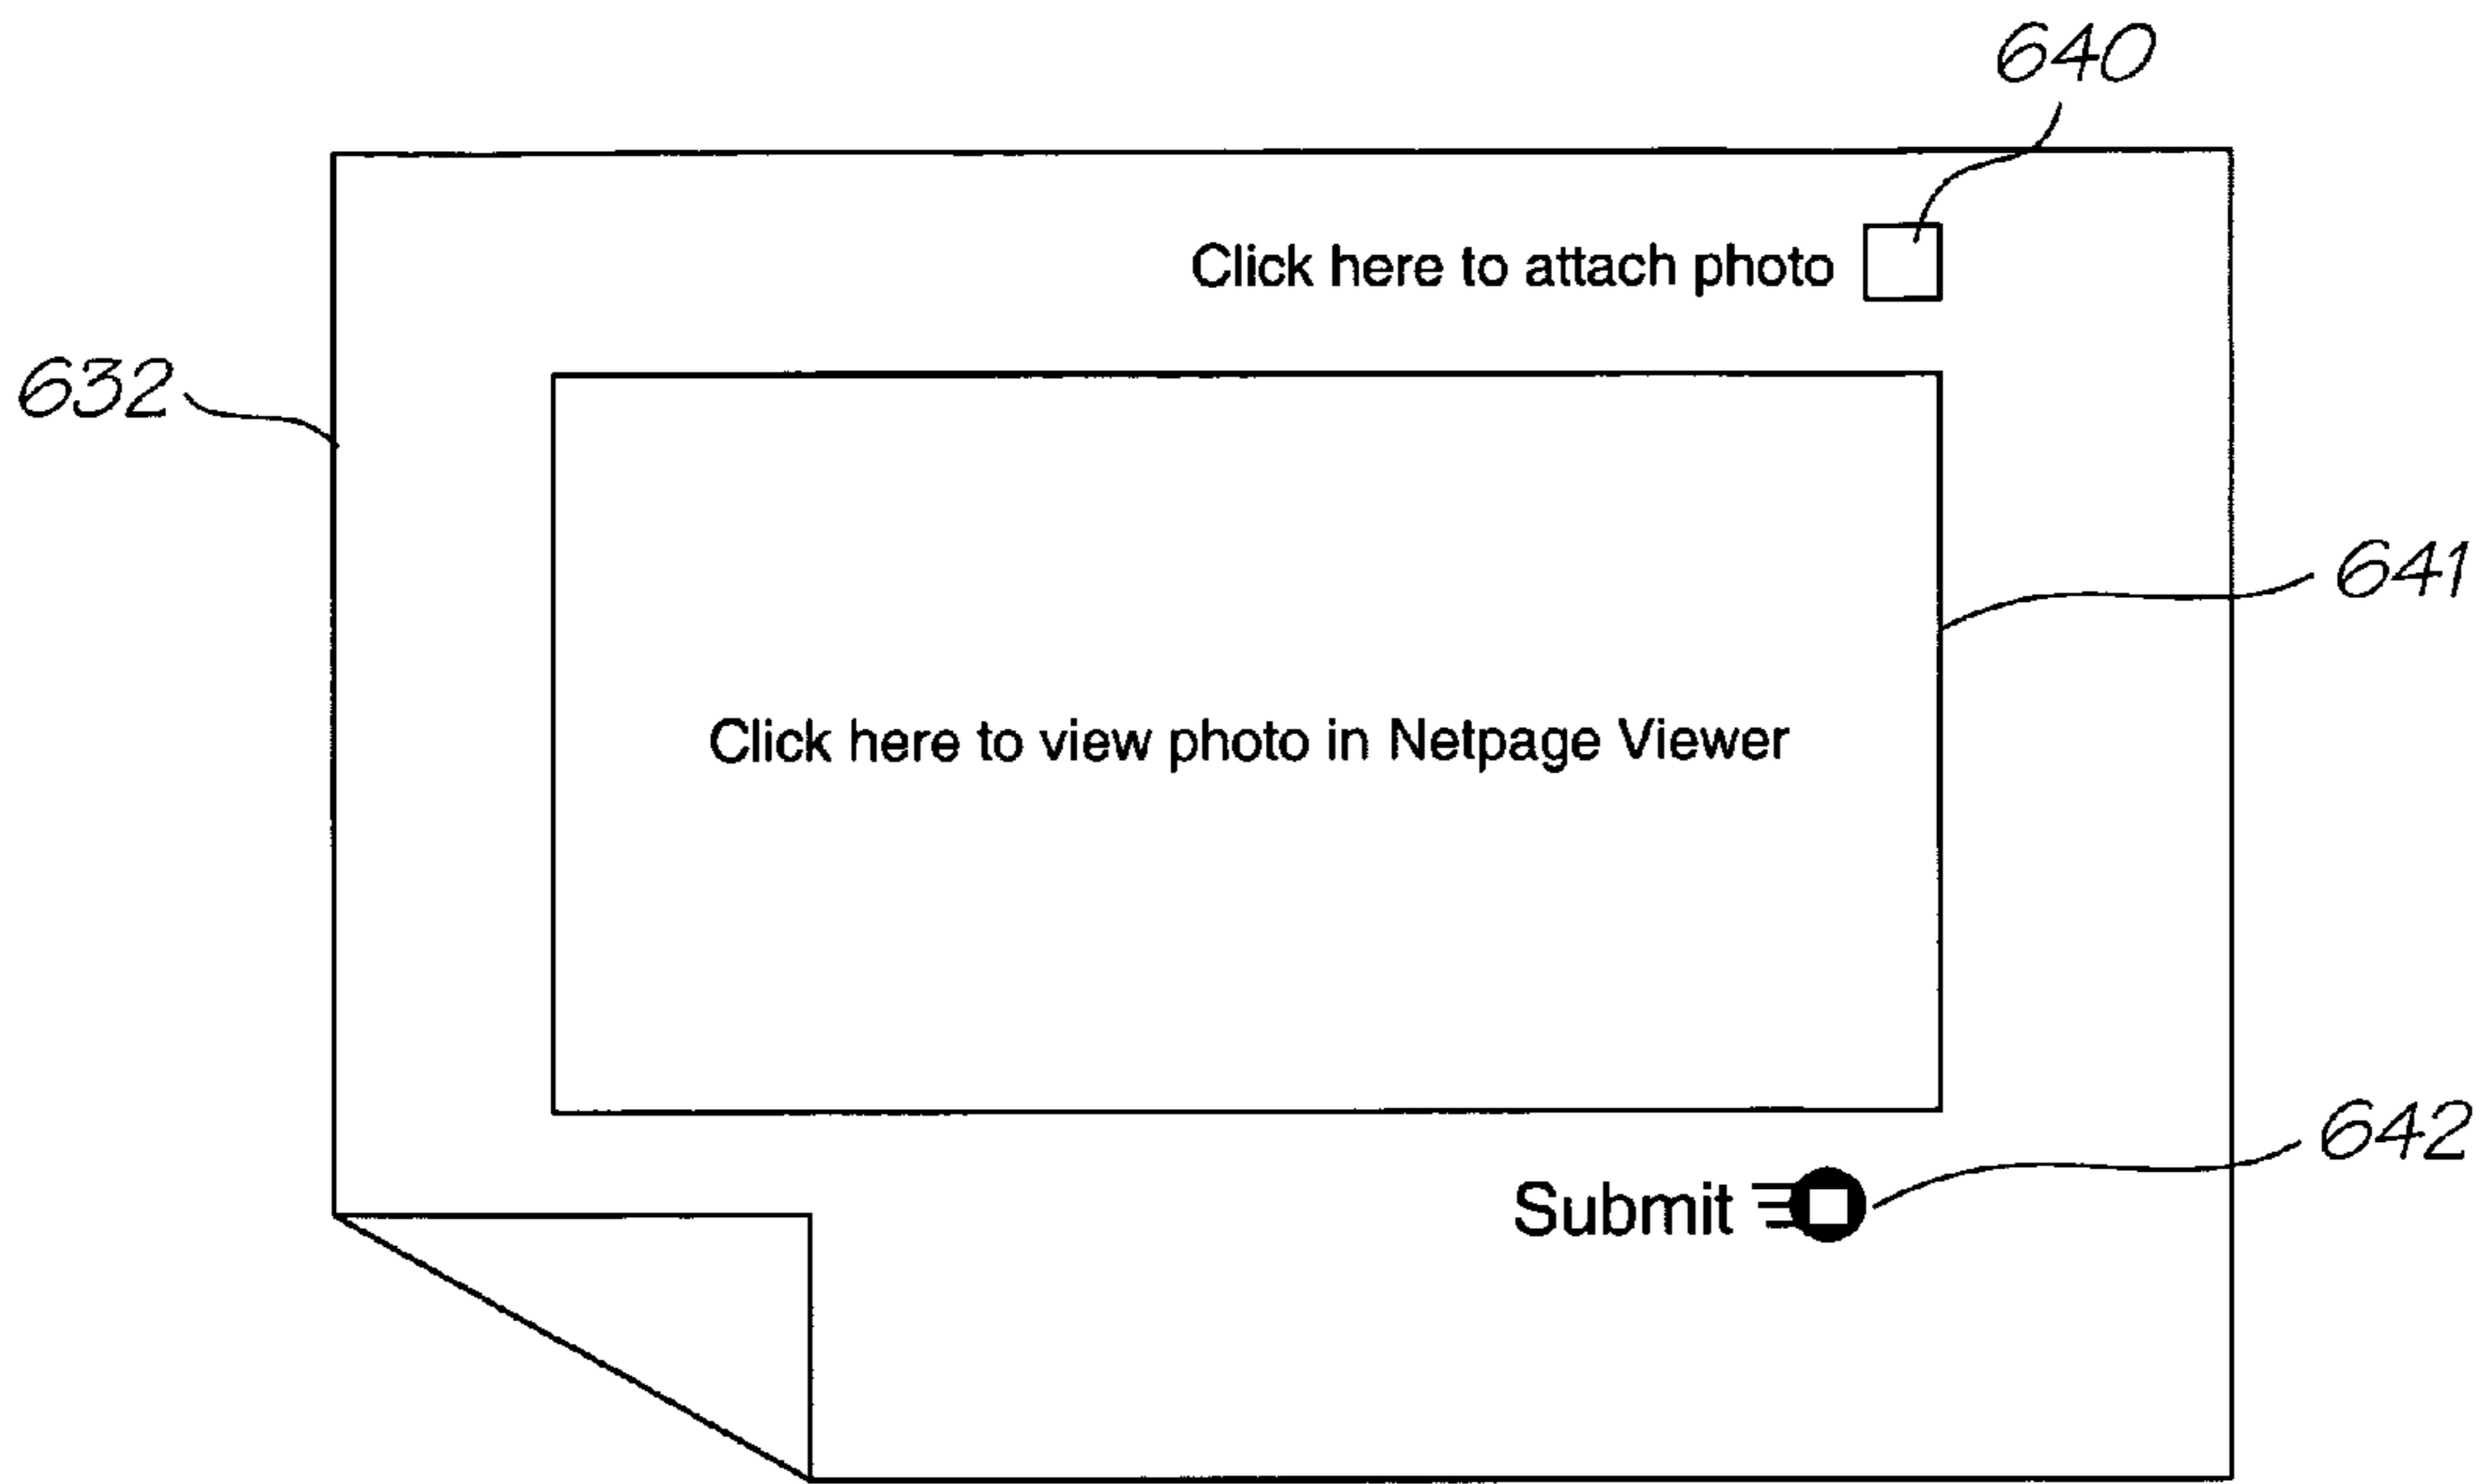 640
Click here to attach photo
632
641
Click here to view photo in Netpage Viewer
642
Submit